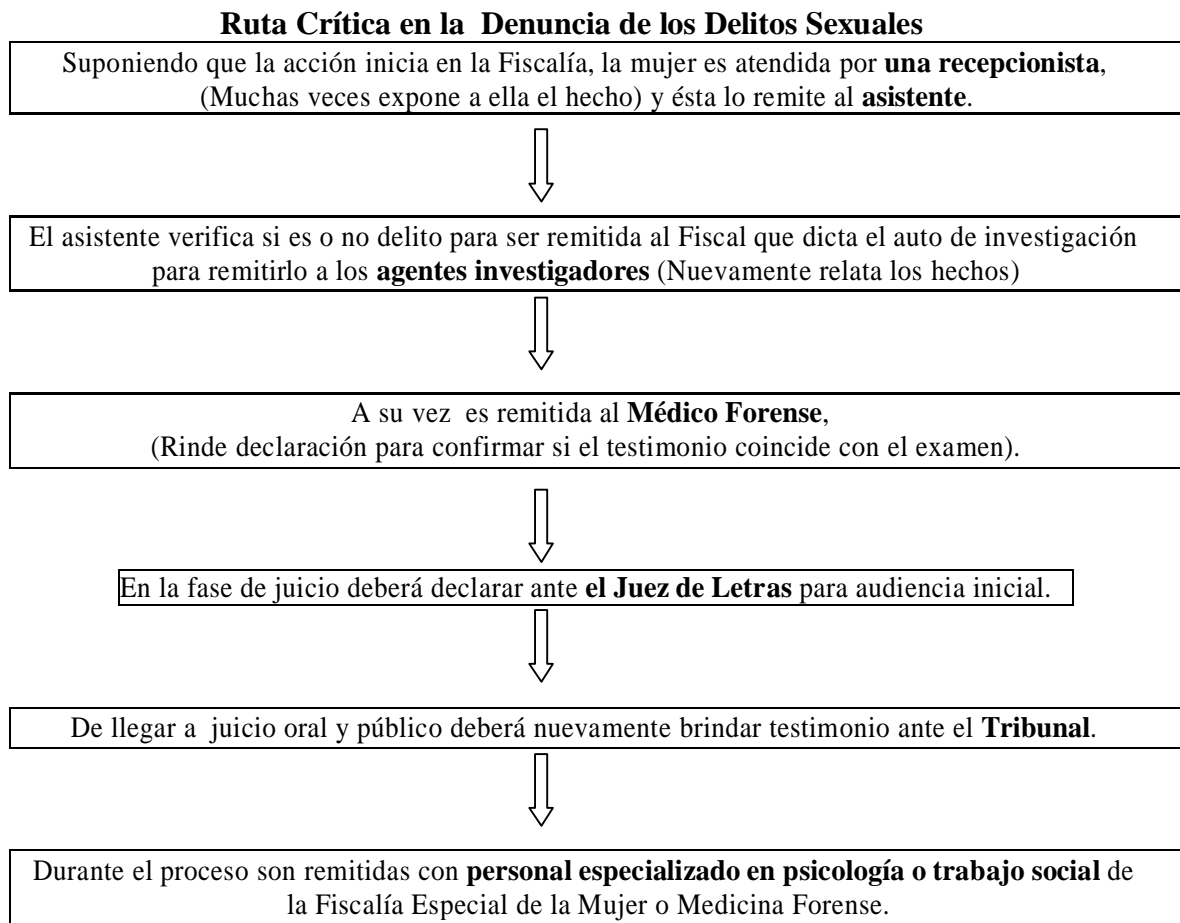 Ruta Crítica en la Denuncia de los Delitos Sexuales
Suponiendo que la acción inicia en la Fiscalía, la mujer es atendida por una recepcionista,
(Muchas veces expone a ella el hecho) y ésta lo remite al asistente.
El asistente verifica si es o no delito para ser remitida al Fiscal que dicta el auto de investigación
para remitirlo a los agentes investigadores (Nuevamente relata los hechos)
A su vez es remitida al Médico Forense,
(Rinde declaración para confirmar si el testimonio coincide con el examen).
En la fase de juicio deberá declarar ante el Juez de Letras para audiencia inicial.
De llegar a juicio oral y público deberá nuevamente brindar testimonio ante el Tribunal.
Durante el proceso son remitidas con personal especializado en psicología o trabajo social de
la Fiscalía Especial de la Mujer o Medicina Forense.